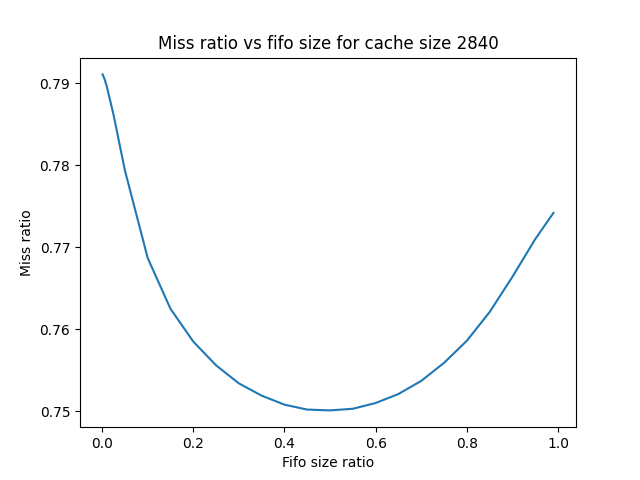 Miss ratio vs fifo size for cache size 2840
0.79
0.78
0.77
0.76
0.75
Miss ratio
0.0 0.2 0.4 0.6 0.8 1.0
Fifo size ratio